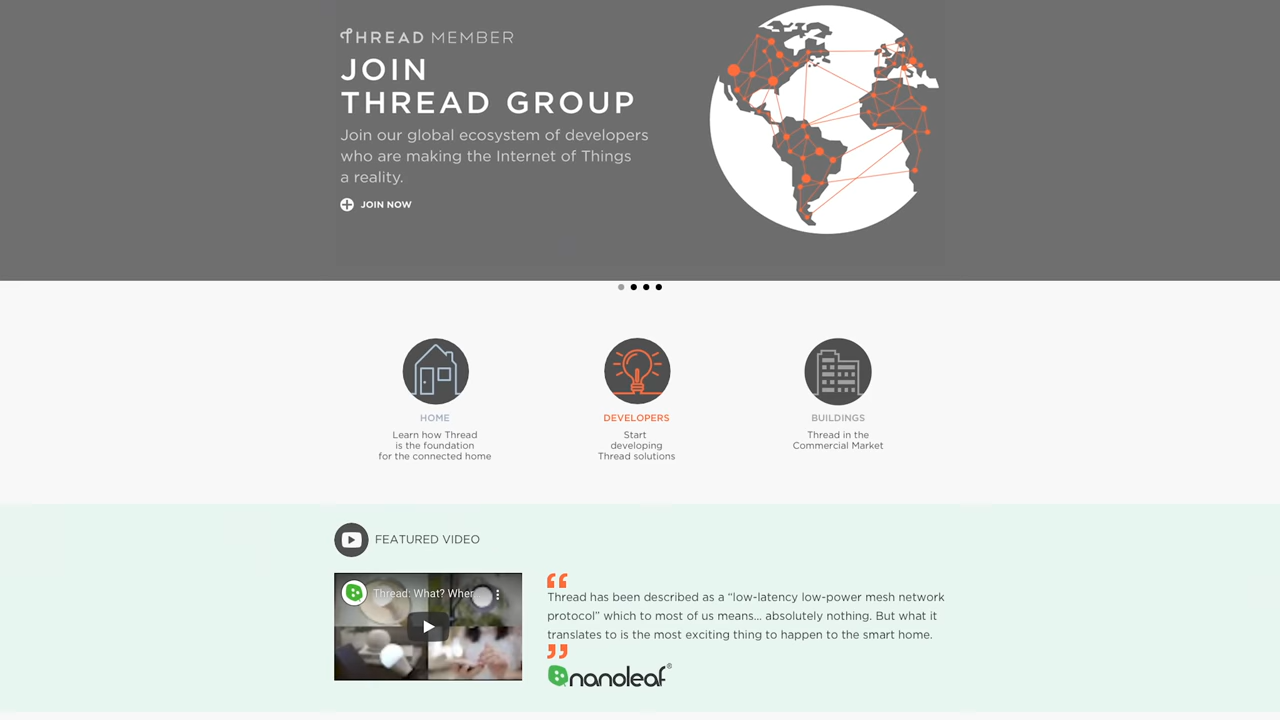 THREAD MEMBER
JOIN
THREAD GROUP
Join our global ecosystem of developers
who are making the Internet of Things
a reality.
JOIN NOW
HOME
Learn how Thread
is the foundation
for the connected home
DEVELOPERS
Start
developing
Thread solutions
BUILDINGS
Thread in the
Commercial Market
FEATURED VIDEO
Thread: What? Wher
“
Thread has been described as a “low-latency low-power mesh network
protocol” which to most of us means... absolutely nothing. But what it
translates to is the most exciting thing to happen to the smart home.
”
nanoleaf®